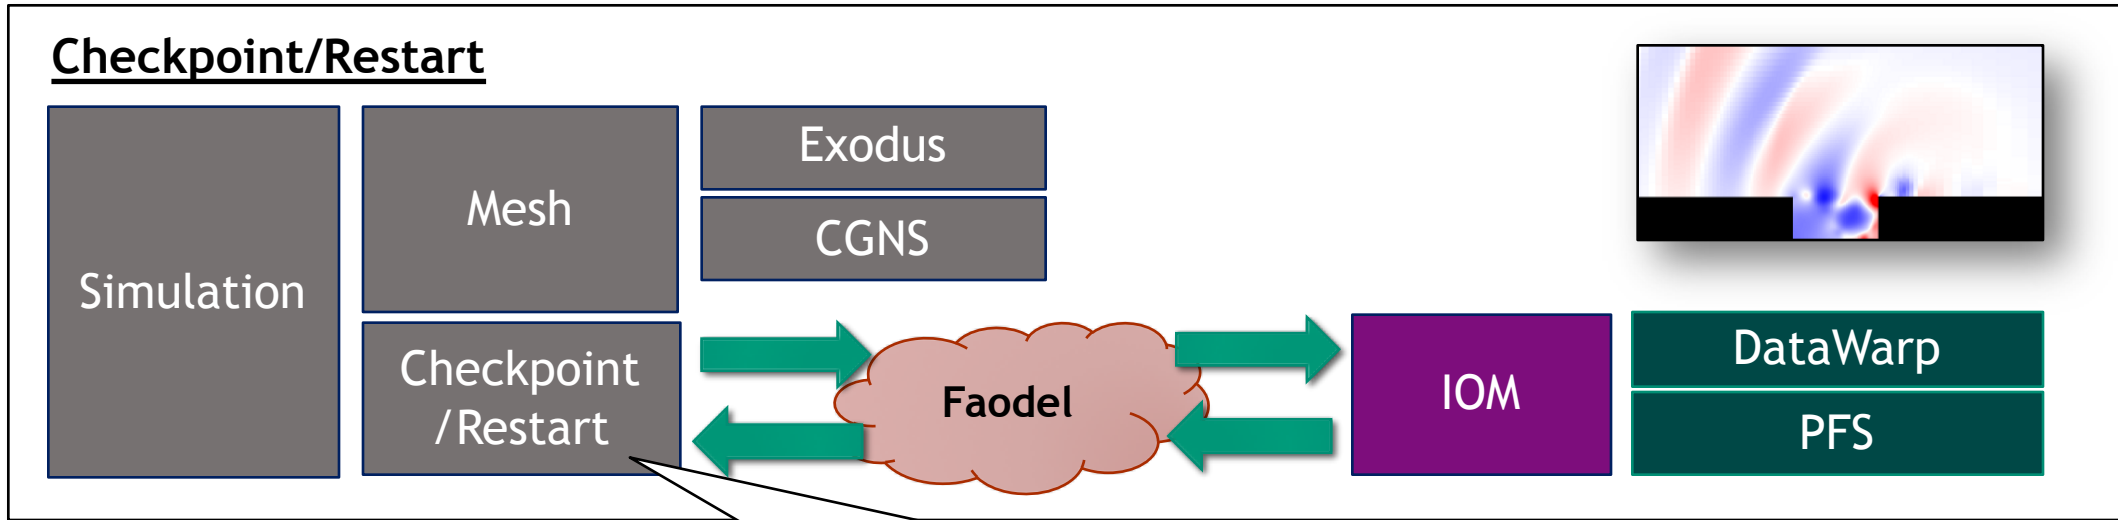 Checkpoint/Restart
Simulation
Mesh
Exodus
CGNS
Checkpoint
/Restart
Faodel
IOM
DataWarp
PFS